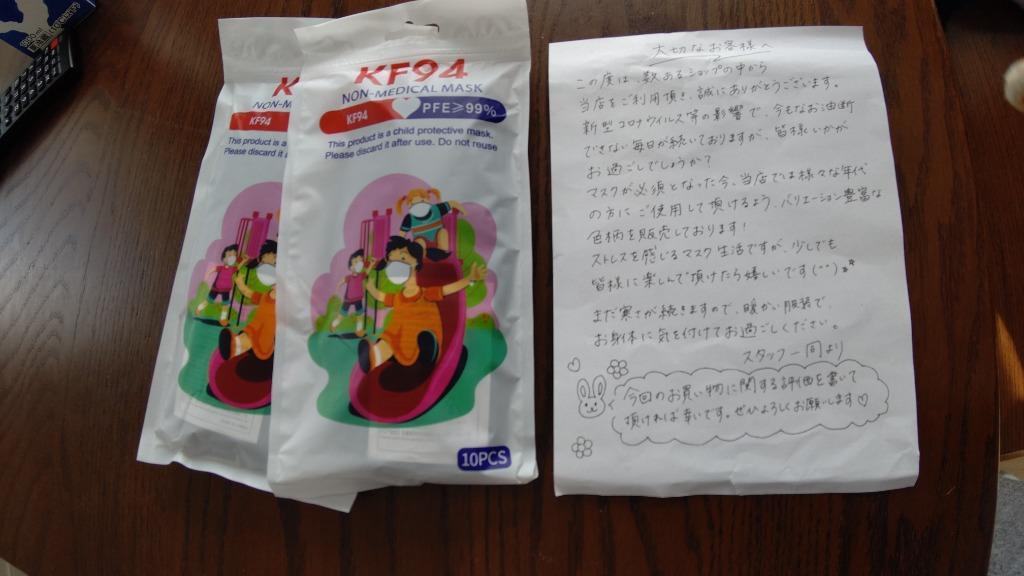 KF94
NON-MEDICAL MASK
KF94
PFE≥99%
This product is a child protective mask.
Please discard it after use. Do not reuse
10PCS
K
NON-M
KF94
This product is a
Please discard it a
大切なお客様へ
この度は、数あるショップの中から
当店をご利用頂き、誠にありがとうございます。
新型コロナウイルス等の影響で、今もなお油断
できない毎日が続いておりますが、皆様いかが
お過ごしでしょうか?
マスクが必須となった今、当店では様々な年代
の方にご使用して頂けるよう、バリエーション豊富な
色柄を販売しております!
ストレスを感じるマスク生活ですが、少しでも
皆様に楽しんで頂けたら嬉しいです(^^)
まだ寒さが続きますので、暖かい服装で、
お身体に気を付けてお過ごしください。
スタッフ一同より
今回のお買い物に関する評価を書いて
頂ければ幸いです。ぜひよろしくお願いします♡